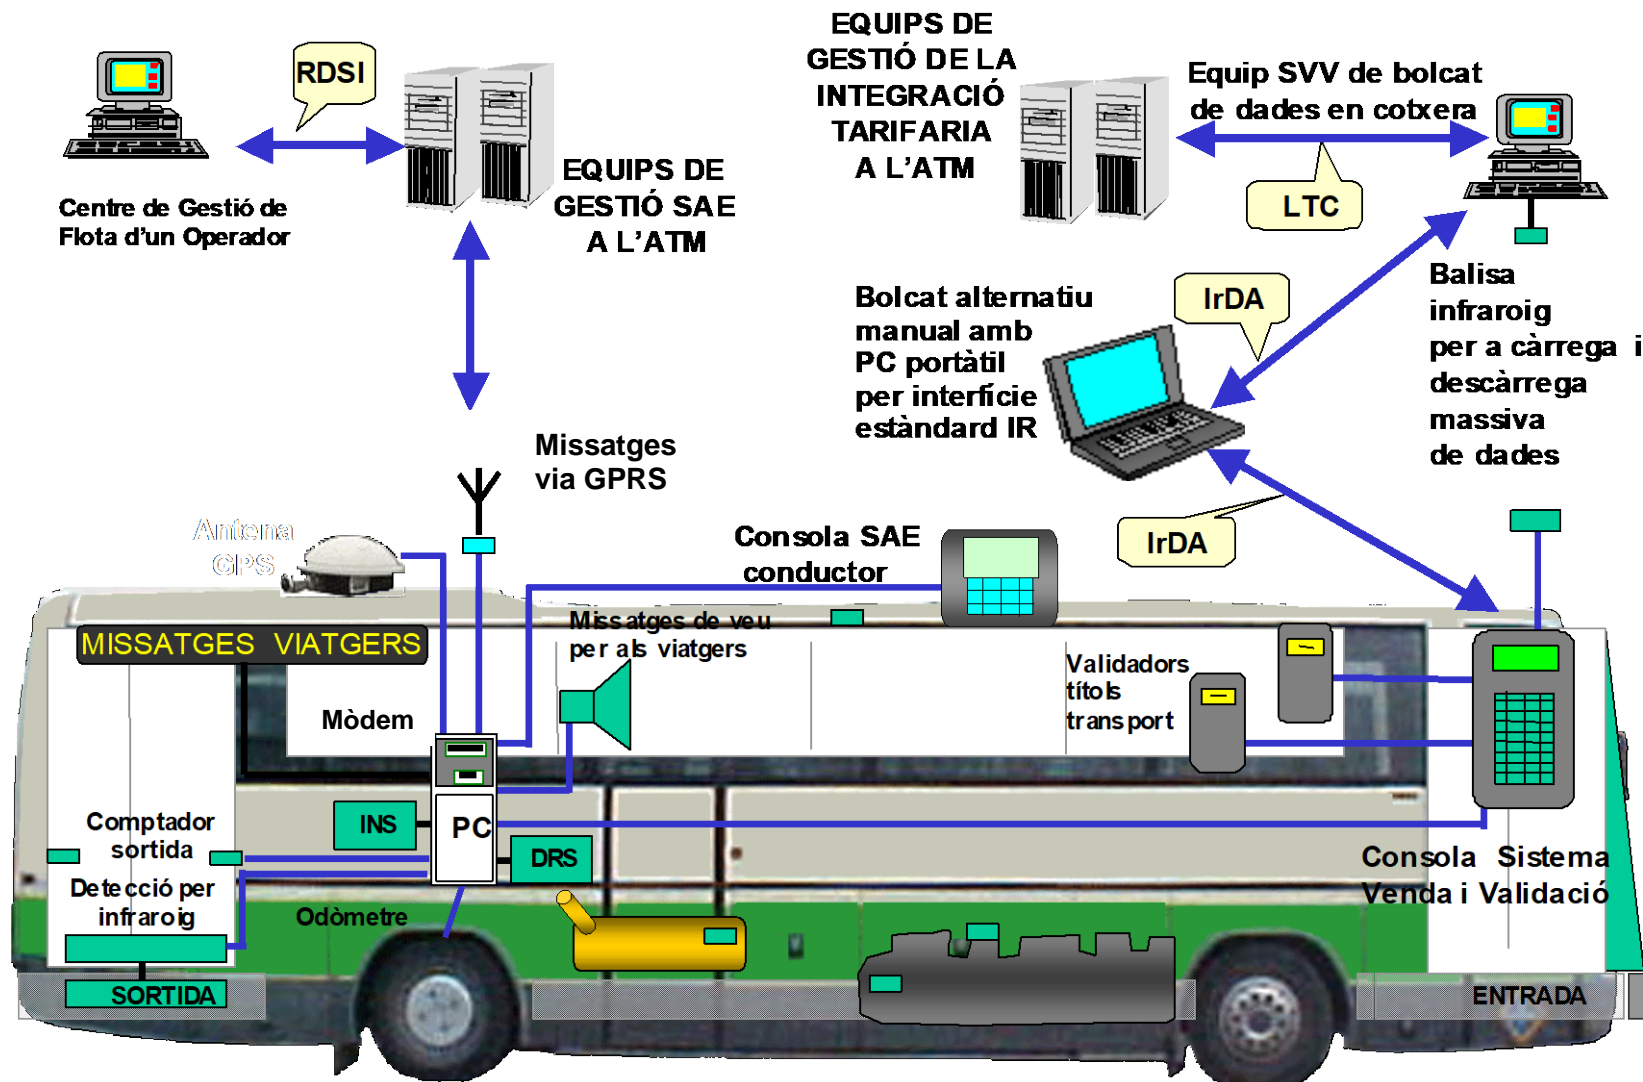 RDSI
Centre de Gestió de
Flota d'un Operador
EQUIPS DE
GESTIÓ SAE
A L'ATM
EQUIPS DE
GESTIÓ DE LA
INTEGRACIÓ
TARIFARIA
A L'ATM
Equip SVV de bolcat
de dades en cotxera
LTC
Balisa
infraroig
per a càrrega i
descàrrega
massiva
de dades
IrDA
Bolcat alternatiu
manual amb
PC portàtil
per interfície
estàndard IR
IrDA
Missatges
via GPRS
Antena
GPS
Consola SAE
conductor
MISSATGES VIATGERS
Missatges de veu
per als viatgers
Validadors
títols
transport
Mòdem
INS
PC
DRS
Comptador
sortida
Detecció per
infraroig
Odòmetre
SORTIDA
Consola Sistema
Venda i Validació
ENTRADA